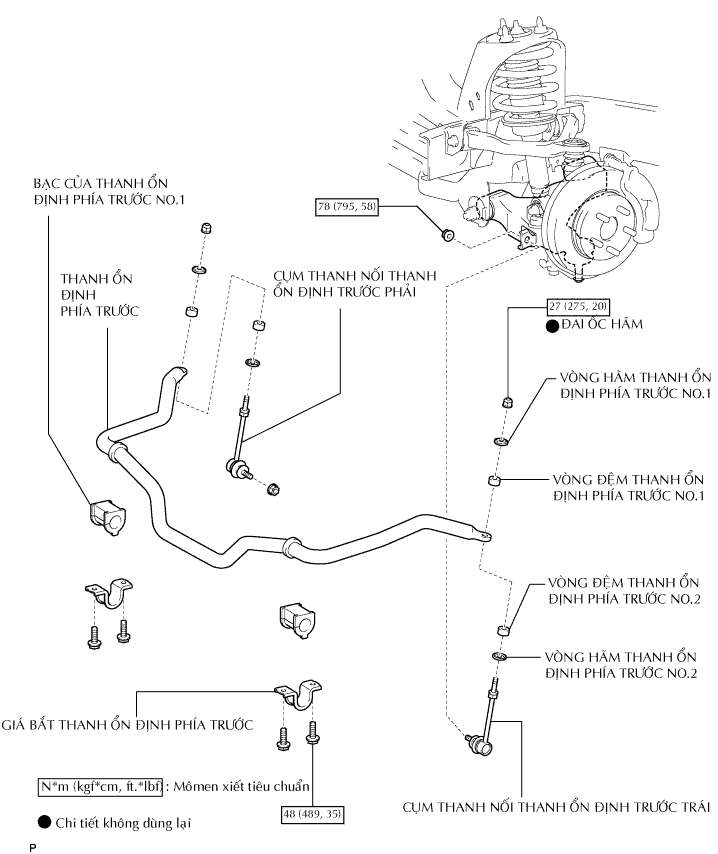 BẠC CỦA THANH ỔN
ĐỊNH PHÍA TRƯỚC NO.1
78 (795, 58)
THANH ỔN
ĐỊNH
PHÍA TRƯỚC
CỤM THANH NỐI THANH
ỔN ĐỊNH TRƯỚC PHẢI
27 (275, 20)
ĐAI ỐC HÃM
VÒNG HÃM THANH ỔN
ĐỊNH PHÍA TRƯỚC NO.1
VÒNG ĐỆM THANH ỔN
ĐỊNH PHÍA TRƯỚC NO.1
VÒNG ĐỆM THANH ỔN
ĐỊNH PHÍA TRƯỚC NO.2
VÒNG HÃM THANH ỔN
ĐỊNH PHÍA TRƯỚC NO.2
GIÁ BẮT THANH ỔN ĐỊNH PHÍA TRƯỚC
N*m (kgf*cm, ft.*lbf) : Mômen xiết tiêu chuẩn
48 (489, 35)
CỤM THANH NỐI THANH ỔN ĐỊNH TRƯỚC TRÁI
Chi tiết không dùng lại
P